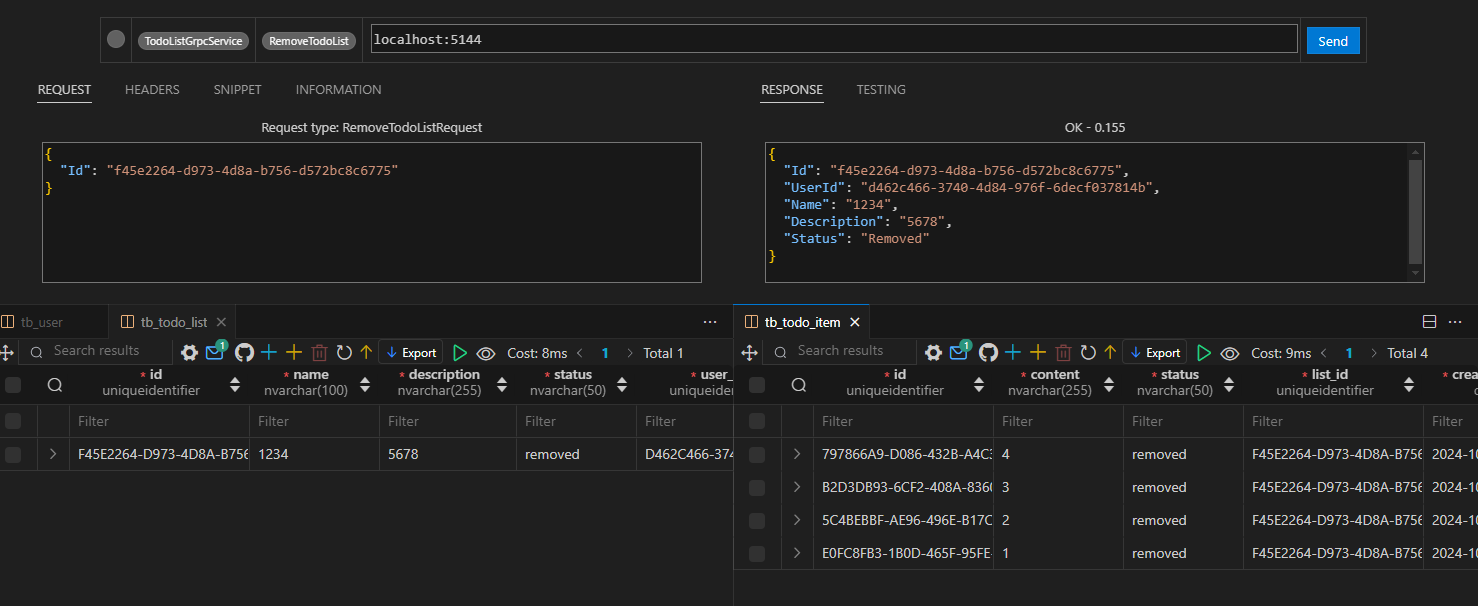 TodoListGrpcService RemoveTodoList localhost:5144 Send
REQUEST HEADERS SNIPPET INFORMATION
RESPONSE TESTING
Request type: RemoveTodoListRequest
OK - 0.155
{
"Id": "f45e2264-d973-4d8a-b756-d572bc8c6775"
}
{
"Id": "f45e2264-d973-4d8a-b756-d572bc8c6775",
"UserId": "d462c466-3740-4d84-976f-6decf037814b",
"Name": "1234",
"Description": "5678",
"Status": "Removed"
}
tb_user tb_todo_list
Search results 1 Export Cost: 8ms 1 Total 1
* id * name * description * status * user_
uniqueidentifier nvarchar(100) nvarchar(255) nvarchar(50) uniqueiden
Filter Filter Filter Filter Filter
F45E2264-D973-4D8A-B756 1234 5678 removed D462C466-374
tb_todo_item
Search results 1 Export Cost: 9ms 1 Total 4
* id * content * status * list_id * crea
uniqueidentifier nvarchar(255) nvarchar(50) uniqueidentifier
Filter Filter Filter Filter Filter
797866A9-D086-432B-A4C3 4 removed F45E2264-D973-4D8A-B756 2024-10
B2D3DB93-6CF2-408A-8360 3 removed F45E2264-D973-4D8A-B756 2024-10
5C4BEBBF-AE96-496E-B17C 2 removed F45E2264-D973-4D8A-B756 2024-10
E0FC8FB3-1B0D-465F-95FE- 1 removed F45E2264-D973-4D8A-B756 2024-10